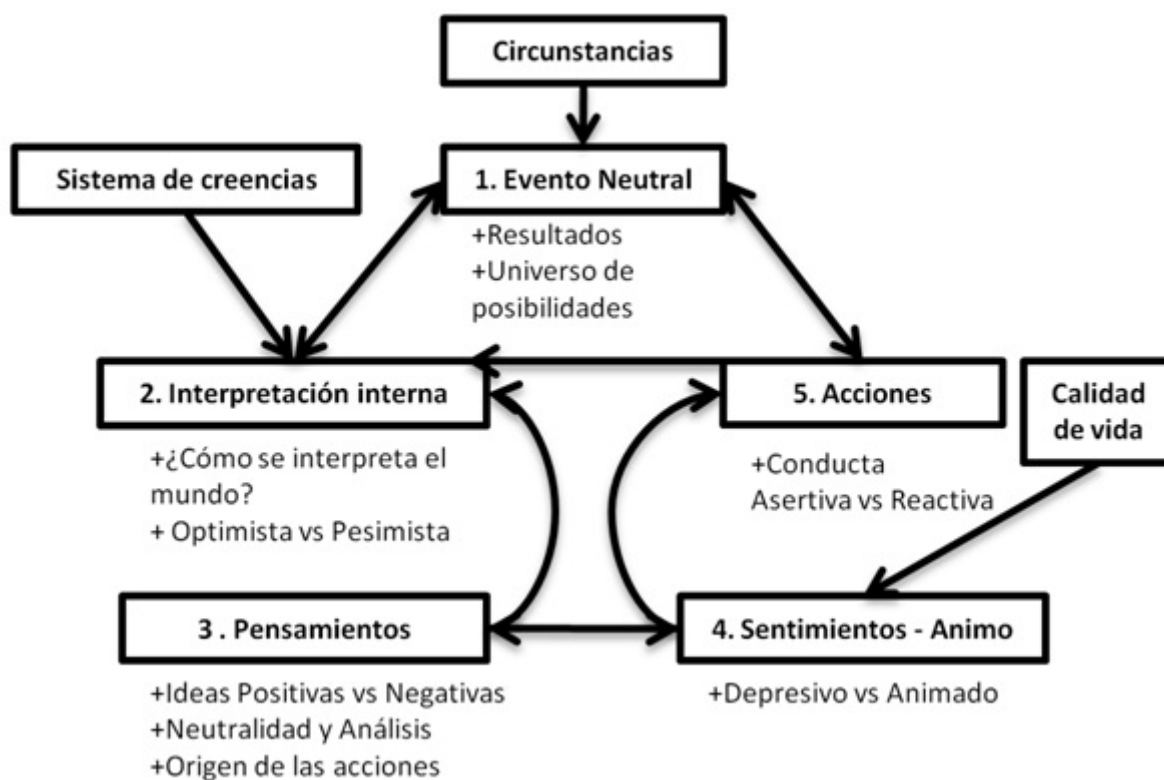 Circunstancias
Sistema de creencias
1. Evento Neutral
+Resultados
+Universo de
posibilidades
2. Interpretación interna
5. Acciones
Calidad
de vida
+¿Cómo se interpreta el
mundo?
+ Optimista vs Pesimista
+Conducta
Asertiva vs Reactiva
3 . Pensamientos
4. Sentimientos - Animo
+Ideas Positivas vs Negativas
+Neutralidad y Análisis
+Origen de las acciones
+Depresivo vs Animado